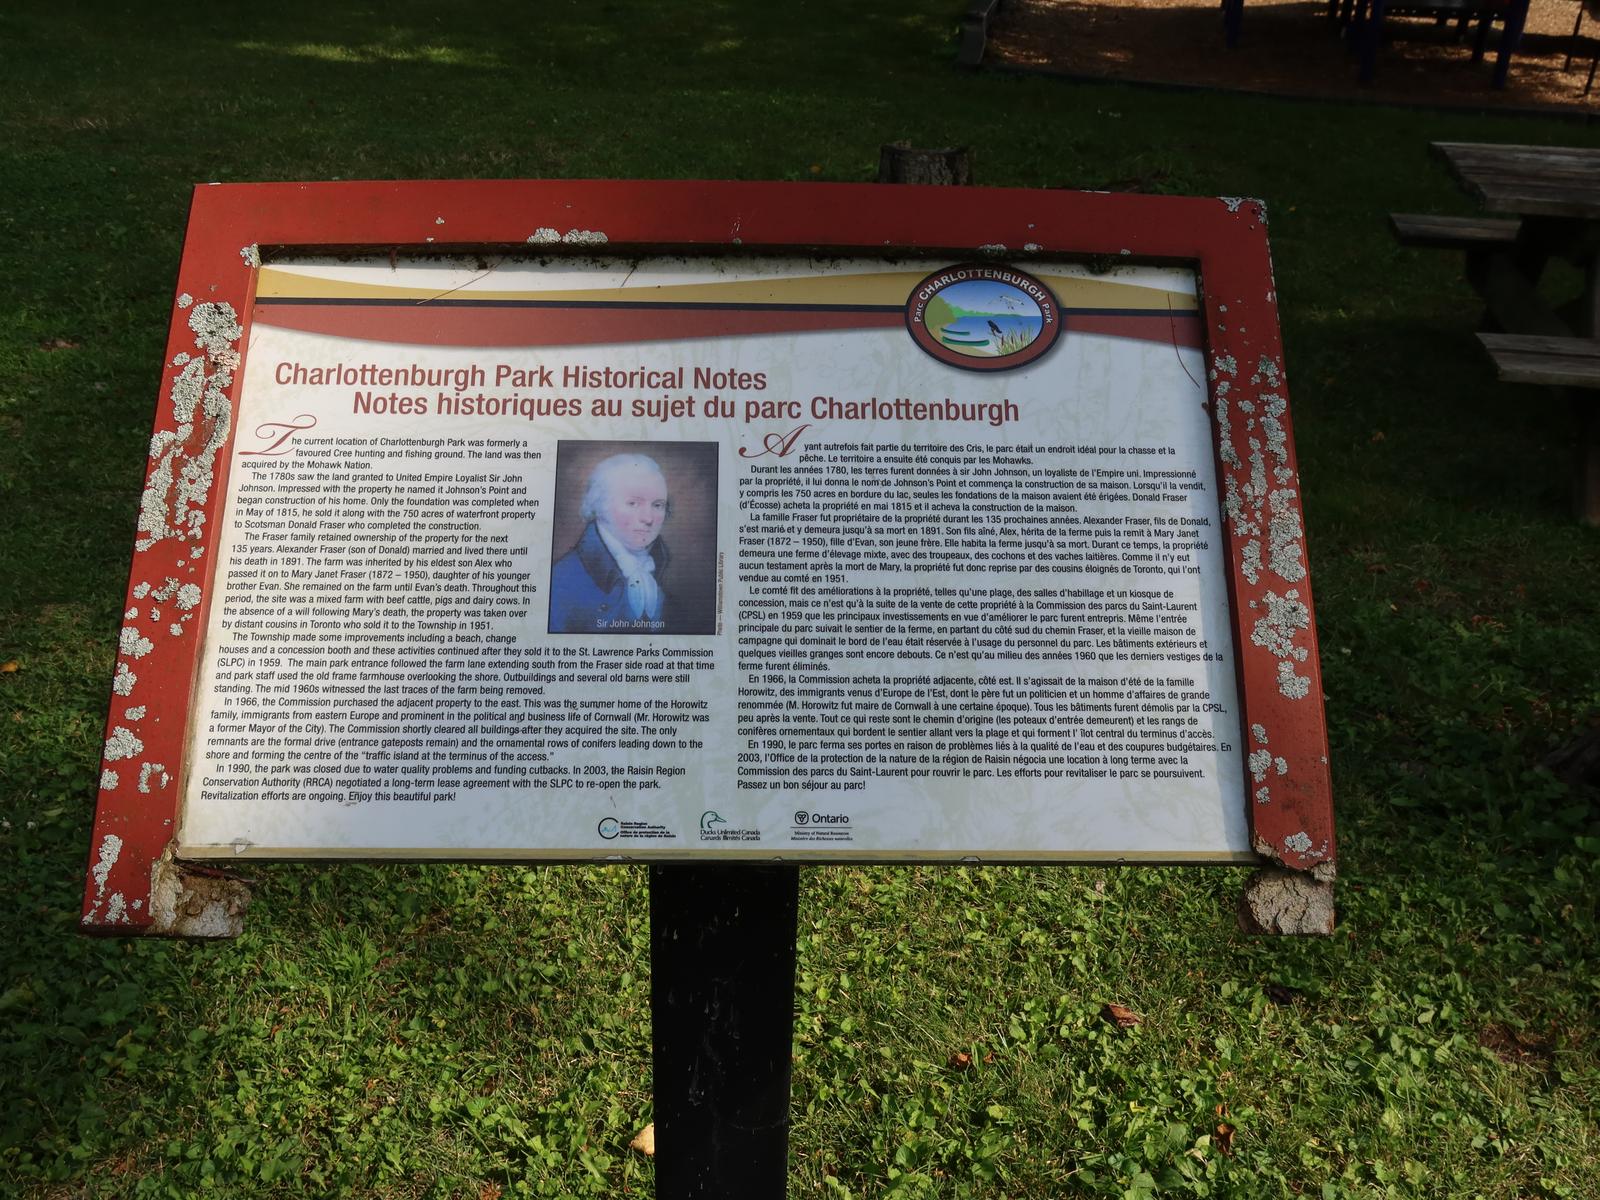 Parc CHARLOTTENBURGH Park
Charlottenburgh Park Historical Notes
Notes historiques au sujet du parc Charlottenburgh
The current location of Charlottenburgh Park was formerly a
favoured Cree hunting and fishing ground. The land was then
acquired by the Mohawk Nation.
The 1780s saw the land granted to United Empire Loyalist Sir John
Johnson. Impressed with the property he named it Johnson's Point and
began construction of his home. Only the foundation was completed when
in May of 1815, he sold it along with the 750 acres of waterfront property
to Scotsman Donald Fraser who completed the construction.
The Fraser family retained ownership of the property for the next
135 years. Alexander Fraser (son of Donald) married and lived there until
his death in 1891. The farm was inherited by his eldest son Alex who
passed it on to Mary Janet Fraser (1872 – 1950), daughter of his younger
brother Evan. She remained on the farm until Evan's death. Throughout this
period, the site was a mixed farm with beef cattle, pigs and dairy cows. In
the absence of a will following Mary's death, the property was taken over
by distant cousins in Toronto who sold it to the Township in 1951.
The Township made some improvements including a beach, change
houses and a concession booth and these activities continued after they sold it to the St. Lawrence Parks Commission
(SLPC) in 1959. The main park entrance followed the farm lane extending south from the Fraser side road at that time
and park staff used the old frame farmhouse overlooking the shore. Outbuildings and several old barns were still
standing. The mid 1960s witnessed the last traces of the farm being removed.
In 1966, the Commission purchased the adjacent property to the east. This was the summer home of the Horowitz
family, immigrants from eastern Europe and prominent in the political and business life of Cornwall (Mr. Horowitz was
a former Mayor of the City). The Commission shortly cleared all buildings after they acquired the site. The only
remnants are the formal drive (entrance gateposts remain) and the ornamental rows of conifers leading down to the
shore and forming the centre of the "traffic island at the terminus of the access."
In 1990, the park was closed due to water quality problems and funding cutbacks. In 2003, the Raisin Region
Conservation Authority (RRCA) negotiated a long-term lease agreement with the SLPC to re-open the park.
Revitalization efforts are ongoing. Enjoy this beautiful park!
Sir John Johnson
Photo — Williamstown Public Library
Ayant autrefois fait partie du territoire des Cris, le parc était un endroit idéal pour la chasse et la
pêche. Le territoire a ensuite été conquis par les Mohawks.
Durant les années 1780, les terres furent données à sir John Johnson, un loyaliste de l'Empire uni. Impressionné
par la propriété, il lui donna le nom de Johnson's Point et commença la construction de sa maison. Lorsqu'il la vendit,
y compris les 750 acres en bordure du lac, seules les fondations de la maison avaient été érigées. Donald Fraser
(d'Écosse) acheta la propriété en mai 1815 et il acheva la construction de la maison.
La famille Fraser fut propriétaire de la propriété durant les 135 prochaines années. Alexander Fraser, fils de Donald,
s'est marié et y demeura jusqu'à sa mort en 1891. Son fils aîné, Alex, hérita de la ferme puis la remit à Mary Janet
Fraser (1872 – 1950), fille d'Evan, son jeune frère. Elle habita la ferme jusqu'à sa mort. Durant ce temps, la propriété
demeura une ferme d'élevage mixte, avec des troupeaux, des cochons et des vaches laitières. Comme il n'y eut
aucun testament après la mort de Mary, la propriété fut donc reprise par des cousins éloignés de Toronto, qui l'ont
vendue au comté en 1951.
Le comté fit des améliorations à la propriété, telles qu'une plage, des salles d'habillage et un kiosque de
concession, mais ce n'est qu'à la suite de la vente de cette propriété à la Commission des parcs du Saint-Laurent
(CPSL) en 1959 que les principaux investissements en vue d'améliorer le parc furent entrepris. Même l'entrée
principale du parc suivait le sentier de la ferme, en partant du côté sud du chemin Fraser, et la vieille maison de
campagne qui dominait le bord de l'eau était réservée à l'usage du personnel du parc. Les bâtiments extérieurs et
quelques vieilles granges sont encore debouts. Ce n'est qu'au milieu des années 1960 que les derniers vestiges de la
ferme furent éliminés.
En 1966, la Commission acheta la propriété adjacente, côté est. Il s'agissait de la maison d'été de la famille
Horowitz, des immigrants venus d'Europe de l'Est, dont le père fut un politicien et un homme d'affaires de grande
renommée (M. Horowitz fut maire de Cornwall à une certaine époque). Tous les bâtiments furent démolis par la CPSL,
peu après la vente. Tout ce qui reste sont le chemin d'origine (les poteaux d'entrée demeurent) et les rangs de
conifères ornementaux qui bordent le sentier allant vers la plage et qui forment l' îlot central du terminus d'accès.
En 1990, le parc ferma ses portes en raison de problèmes liés à la qualité de l'eau et des coupures budgétaires. En
2003, l'Office de protection de la nature de la région de Raisin négocia une location à long terme avec la
Commission des parcs du Saint-Laurent pour rouvrir le parc. Les efforts pour revitaliser le parc se poursuivent.
Passez un bon séjour au parc!
Raisin Region
Conservation Authority
Office de protection de la
nature de la région de Raisin
Ducks Unlimited Canada
Canards Illimités Canada
Ontario
Ministry of Natural Resources
Ministère des Richesses naturelles